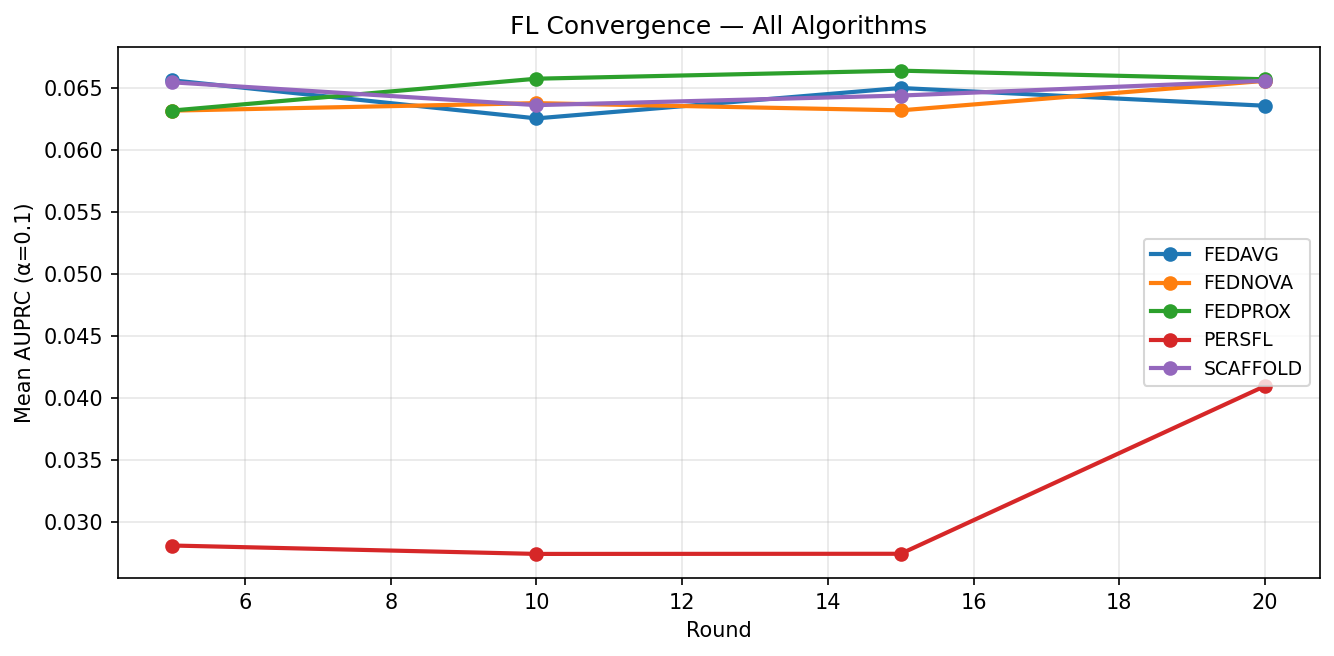 FL Convergence — All Algorithms
Mean AUPRC (α=0.1)
0.065
0.060
0.055
0.050
0.045
0.040
0.035
0.030
FEDAVG
FEDNOVA
FEDPROX
PERSFL
SCAFFOLD
6 8 10 12 14 16 18 20
Round